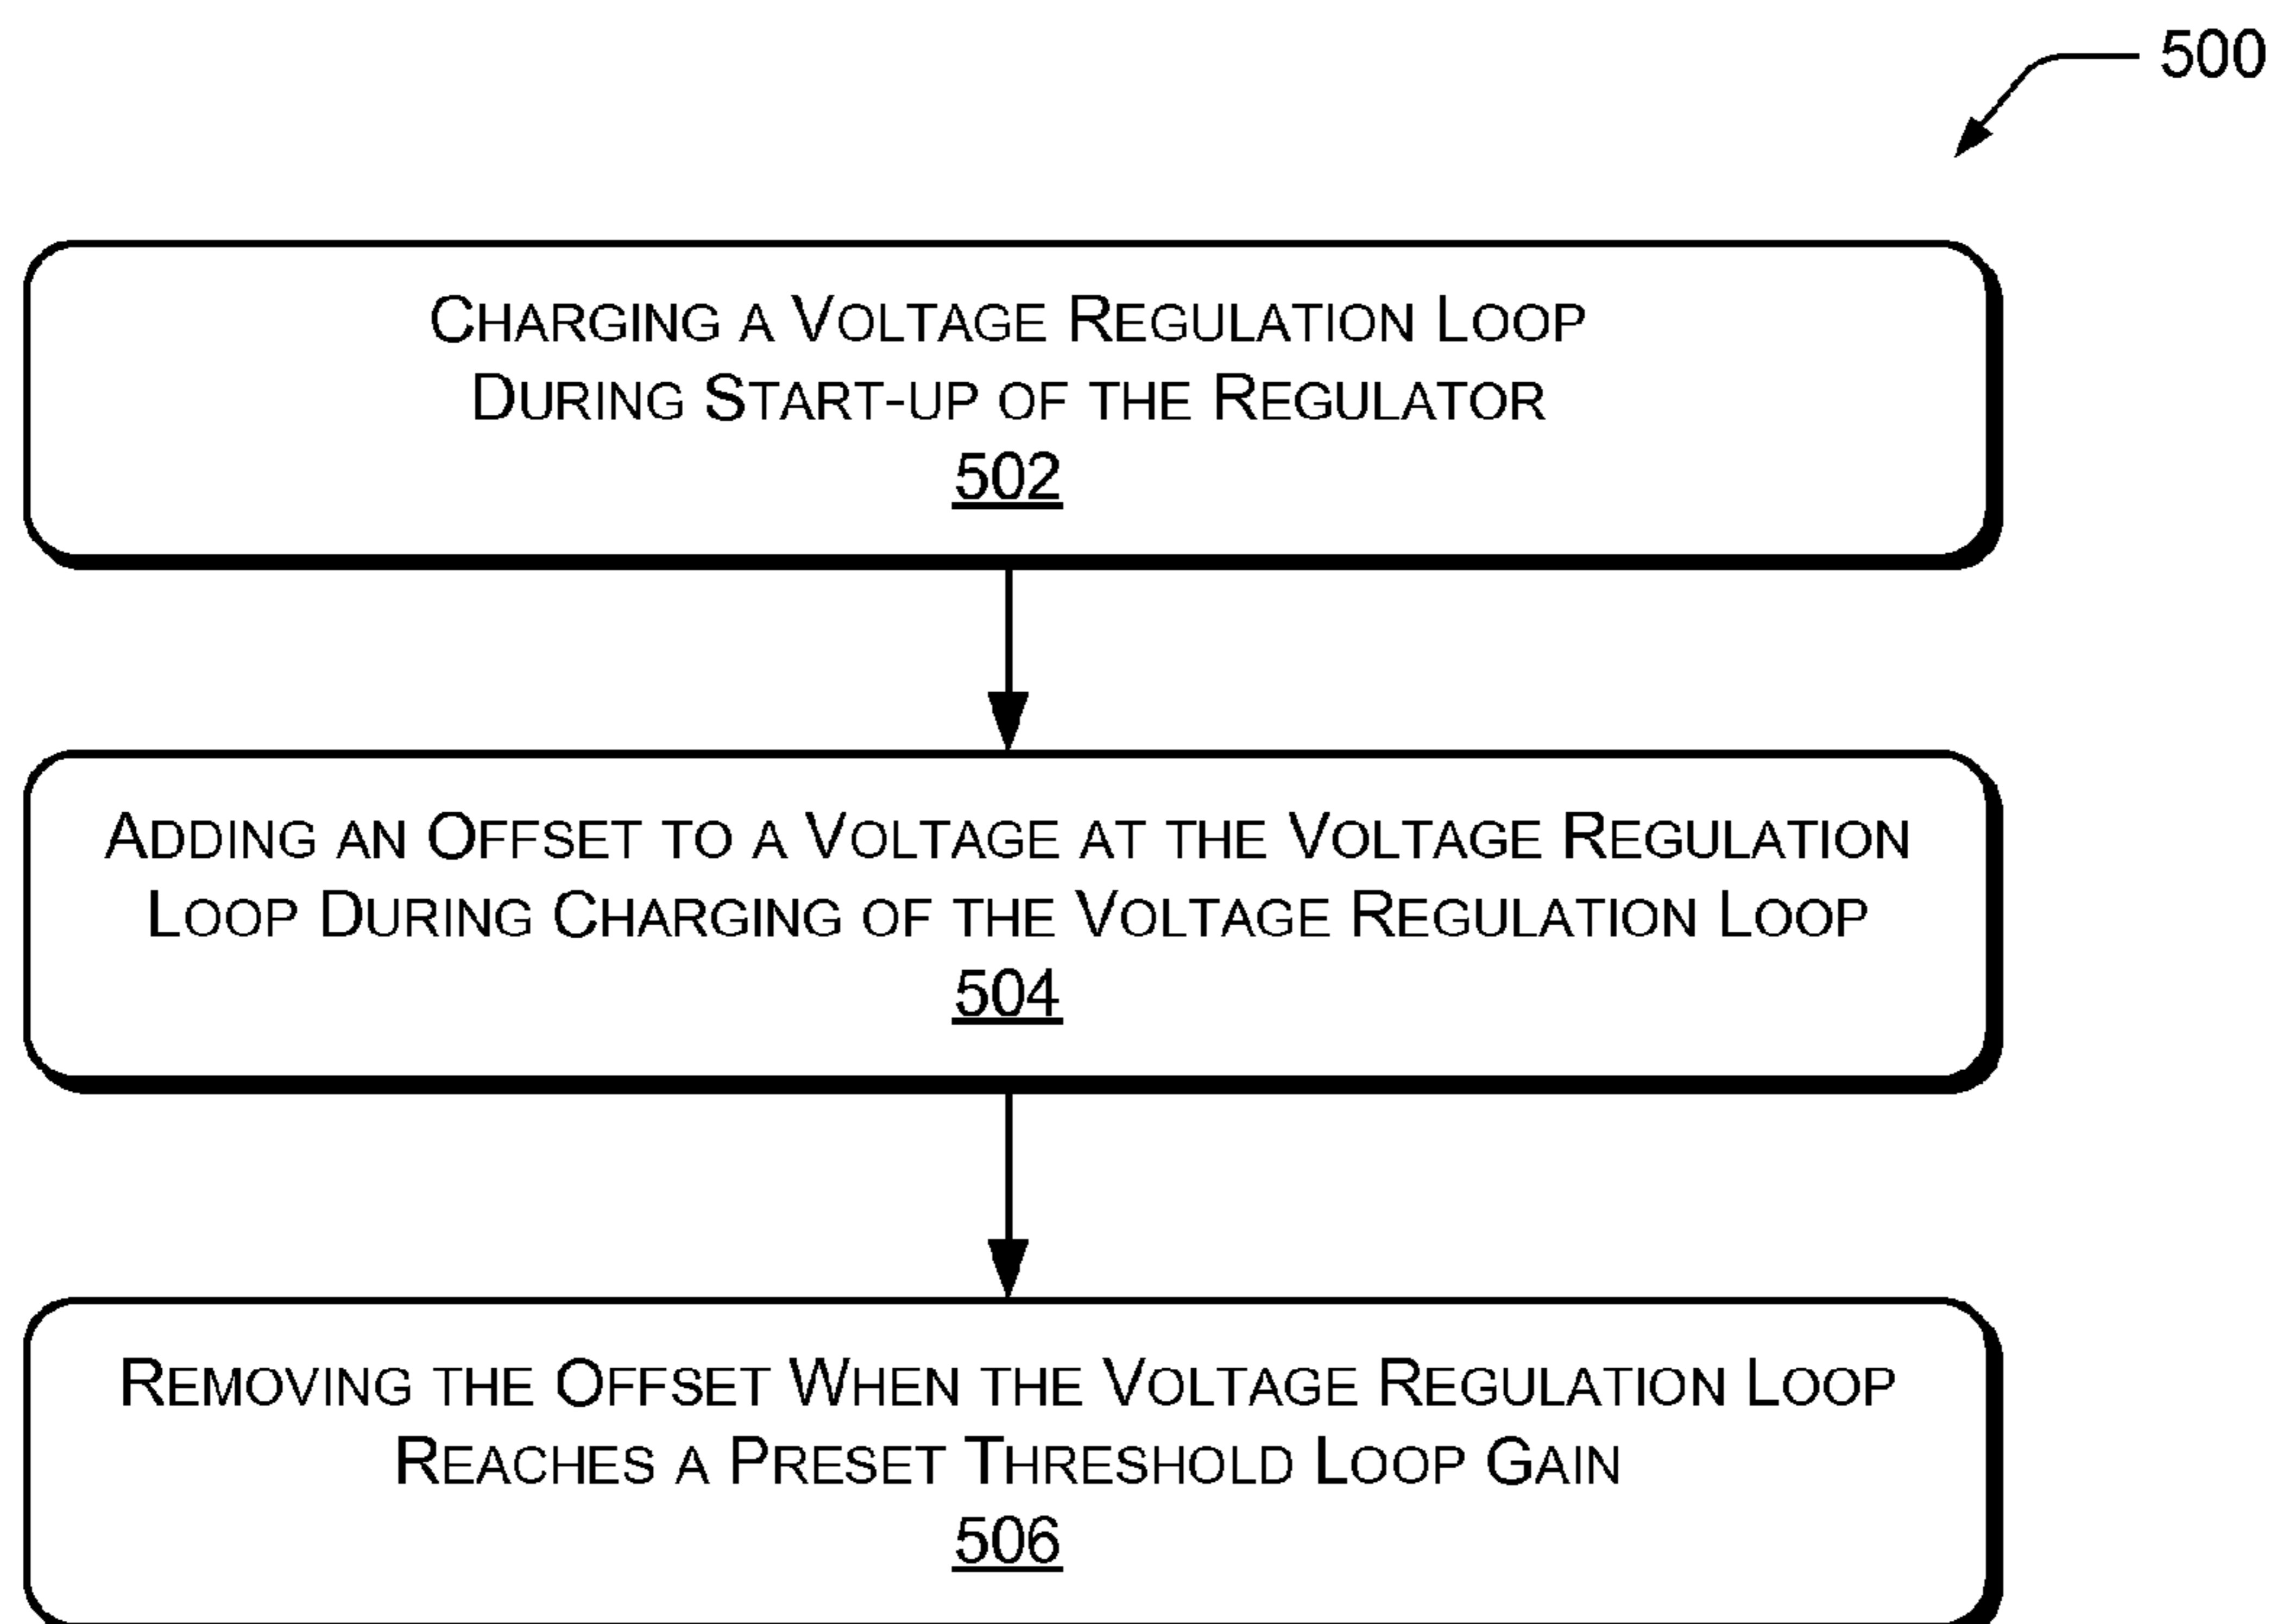 500
Charging a Voltage Regulation Loop
During Start-up of the Regulator
502
Adding an Offset to a Voltage at the Voltage Regulation
Loop During Charging of the Voltage Regulation Loop
504
Removing the Offset When the Voltage Regulation Loop
Reaches a Preset Threshold Loop Gain
506